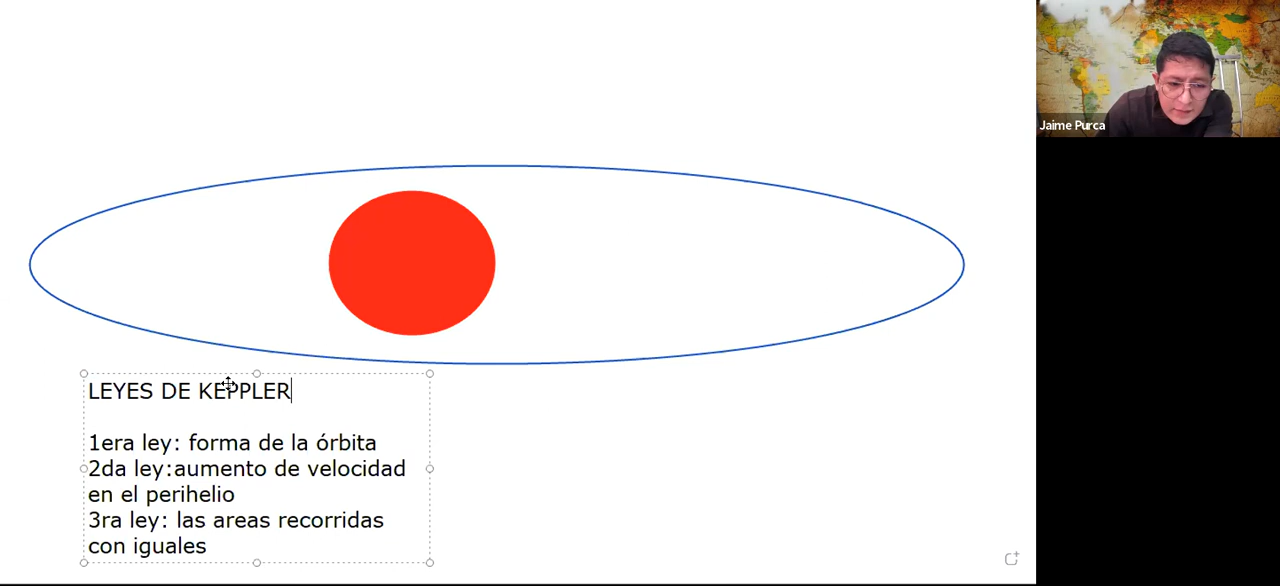 Jaime Purca
LEYES DE KEPPLER
1era ley: forma de la órbita
2da ley:aumento de velocidad
en el perihelio
3ra ley: las areas recorridas
con iguales